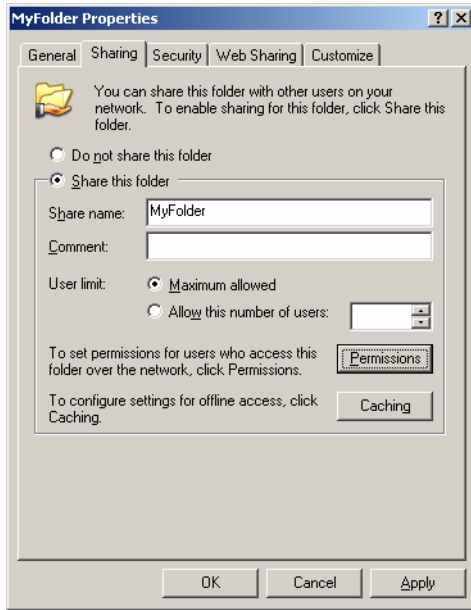 MyFolder Properties
General Sharing Security Web Sharing Customize
You can share this folder with other users on your
network. To enable sharing for this folder, click Share this
folder.
Do not share this folder
Share this folder
Share name: MyFolder
Comment:
User limit: Maximum allowed
Allow this number of users:
To set permissions for users who access this
folder over the network, click Permissions.
Permissions
To configure settings for offline access, click
Caching.
Caching
OK Cancel Apply